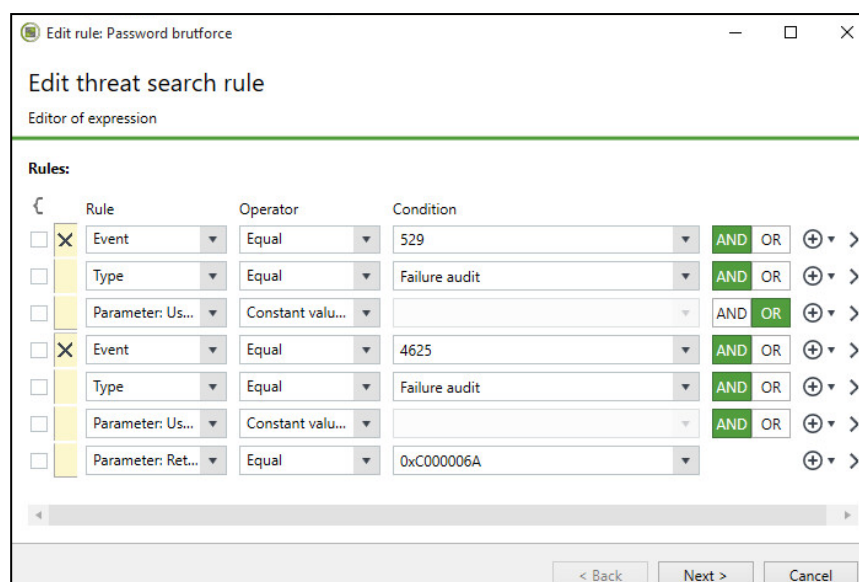 Edit rule: Password brutforce
Edit threat search rule
Editor of expression
Rules:
Rule Operator Condition
Event Equal 529 AND OR
Type Equal Failure audit AND OR
Parameter: Us... Constant valu... AND OR
Event Equal 4625 AND OR
Type Equal Failure audit AND OR
Parameter: Us... Constant valu... AND OR
Parameter: Ret... Equal 0xC000006A
< Back Next > Cancel